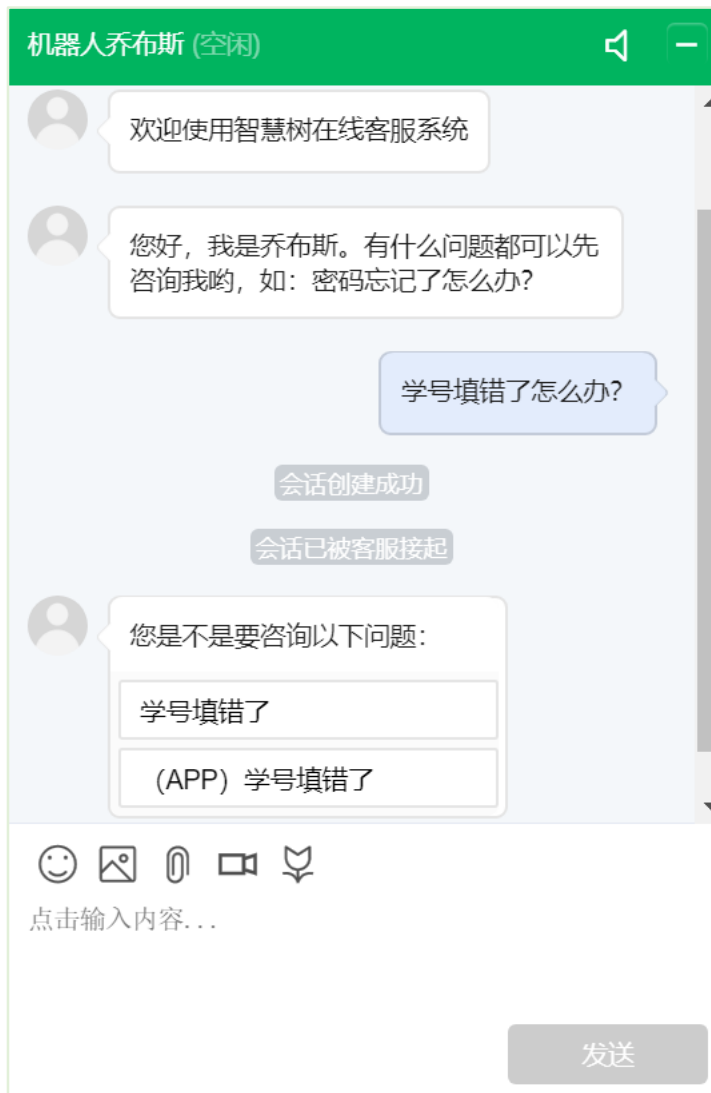 机器人乔布斯 (空闲)
欢迎使用智慧树在线客服系统
您好，我是乔布斯。有什么问题都可以先
咨询我哟，如：密码忘记了怎么办？
学号填错了怎么办？
会话创建成功
会话已被客服接起
您是不是要咨询以下问题：
学号填错了
（APP）学号填错了
点击输入内容...
发送